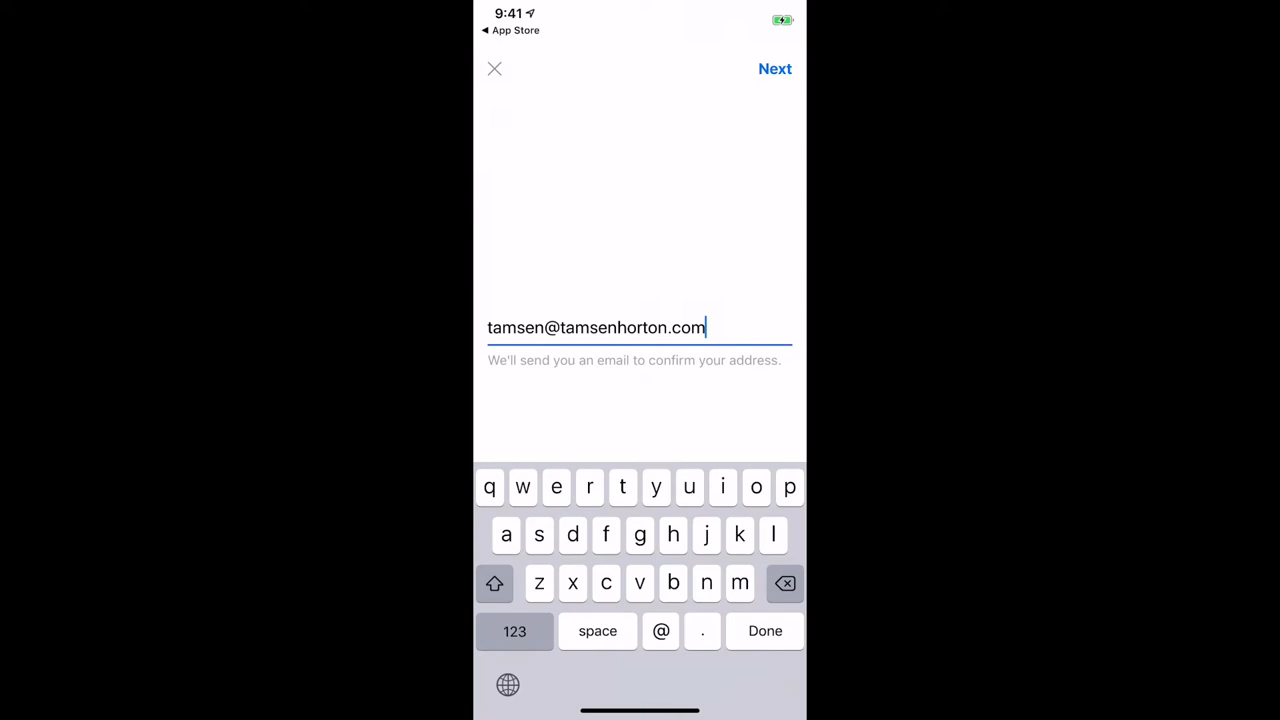 9:41
App Store
Next
tamsen@tamsenhorton.com
We'll send you an email to confirm your address.
q w e r t y u i o p
a s d f g h j k l
z x c v b n m
123 space @ . Done